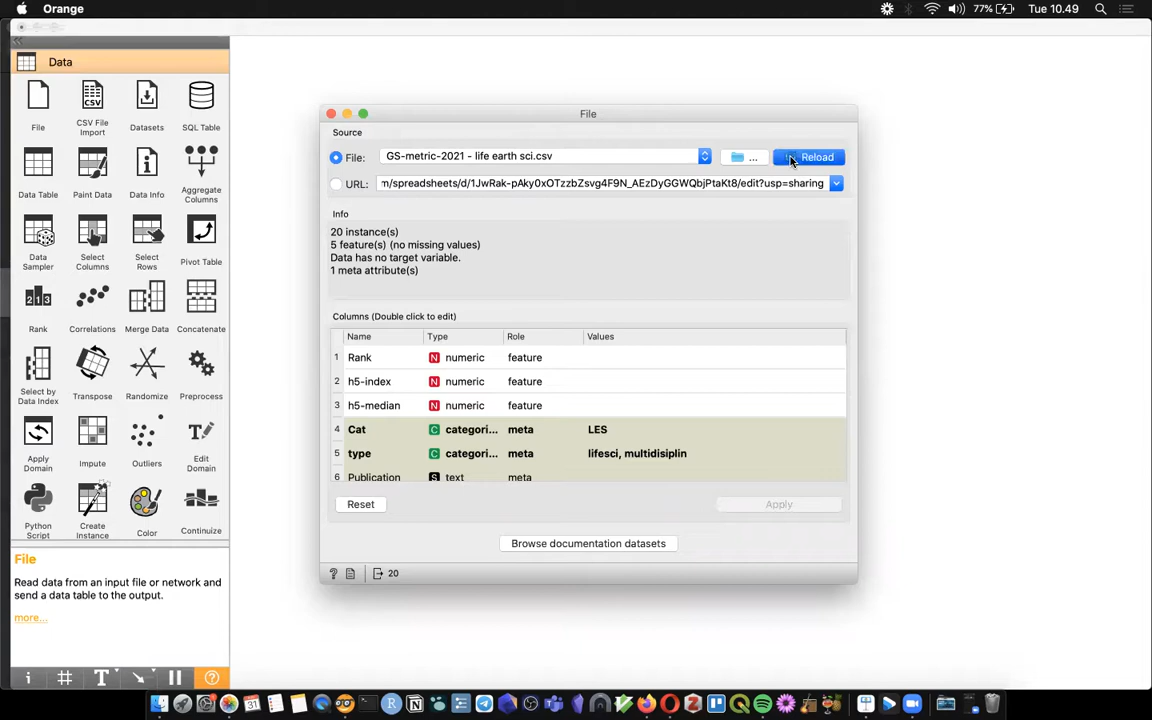 Orange
77%
Tue 10.49
Data
File
CSV File
Import
Datasets
SQL Table
Data Table
Paint Data
Data Info
Aggregate
Columns
Data
Sampler
Select
Columns
Select
Rows
Pivot Table
Rank
Correlations
Merge Data
Concatenate
Select by
Data Index
Transpose
Randomize
Preprocess
Apply
Domain
Impute
Outliers
Edit
Domain
Python
Script
Create
Instance
Color
Continuize
File
Read data from an input file or network and
send a data table to the output.
more...
File
Source
File: GS-metric-2021 - life earth sci.csv ... Reload
URL: m/spreadsheets/d/1JwRak-pAky0xOTzzbZsvg4F9N_AEzDyGGWQbjPtaKt8/edit?usp=sharing
Info
20 instance(s)
5 feature(s) (no missing values)
Data has no target variable.
1 meta attribute(s)
Columns (Double click to edit)
Name Type Role Values
1 Rank N numeric feature
2 h5-index N numeric feature
3 h5-median N numeric feature
4 Cat C categori... meta LES
5 type C categori... meta lifesci, multidisiplin
6 Publication S text meta
Reset
Apply
Browse documentation datasets
? 20